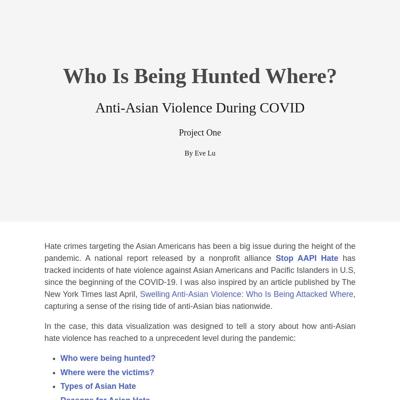 Who Is Being Hunted Where?
Anti-Asian Violence During COVID
Project One
By Eve Lu
Hate crimes targeting the Asian Americans has been a big issue during the height of the
pandemic. A national report released by a nonprofit alliance Stop AAPI Hate has
tracked incidents of hate violence against Asian Americans and Pacific Islanders in U.S,
since the beginning of the COVID-19. I was also inspired by an article published by The
New York Times last April, Swelling Anti-Asian Violence: Who Is Being Attacked Where,
capturing a sense of the rising tide of anti-Asian bias nationwide.
In the case, this data visualization was designed to tell a story about how anti-Asian
hate violence has reached to a unprecedent level during the pandemic:
• Who were being hunted?
• Where were the victims?
• Types of Asian Hate
• Reasons for Asian Hate